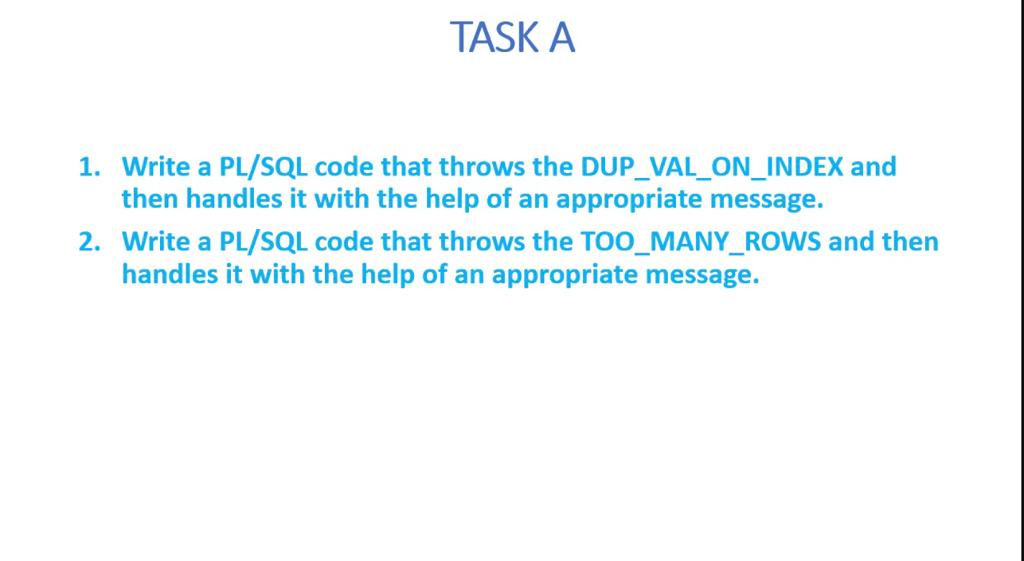 TASK A
1. Write a PL/SQL code that throws the DUP_VAL_ON_INDEX and
then handles it with the help of an appropriate message.
2. Write a PL/SQL code that throws the TOO_MANY_ROWS and then
handles it with the help of an appropriate message.